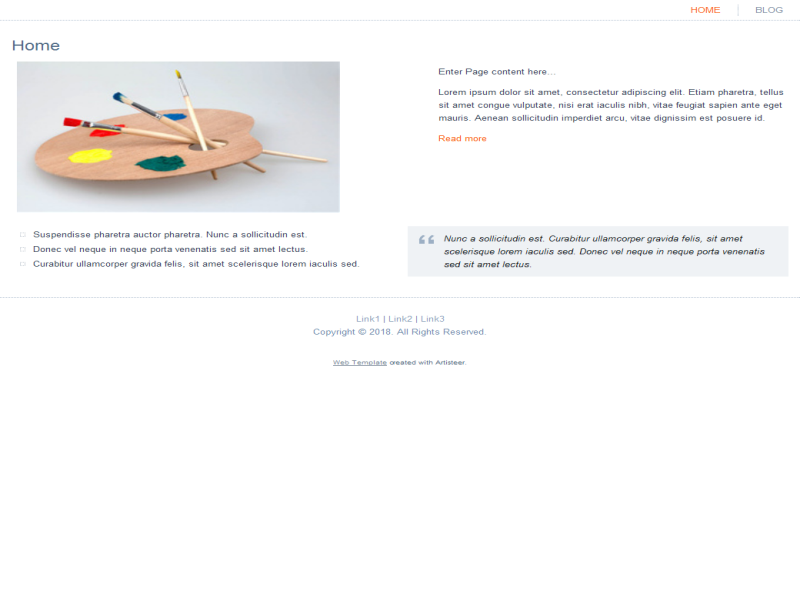 HOME
BLOG
Home
Enter Page content here...
Lorem ipsum dolor sit amet, consectetur adipiscing elit. Etiam pharetra, tellus
sit amet congue vulputate, nisi erat iaculis nibh, vitae feugiat sapien ante eget
mauris. Aenean sollicitudin imperdiet arcu, vitae dignissim est posuere id.
Read more
Suspendisse pharetra auctor pharetra. Nunc a sollicitudin est.
Donec vel neque in neque porta venenatis sed sit amet lectus.
Curabitur ullamcorper gravida felis, sit amet scelerisque lorem iaculis sed.
Nunc a sollicitudin est. Curabitur ullamcorper gravida felis, sit amet
scelerisque lorem iaculis sed. Donec vel neque in neque porta venenatis
sed sit amet lectus.
Link1 | Link2 | Link3
Copyright © 2018. All Rights Reserved.
Web Template created with Artisteer.